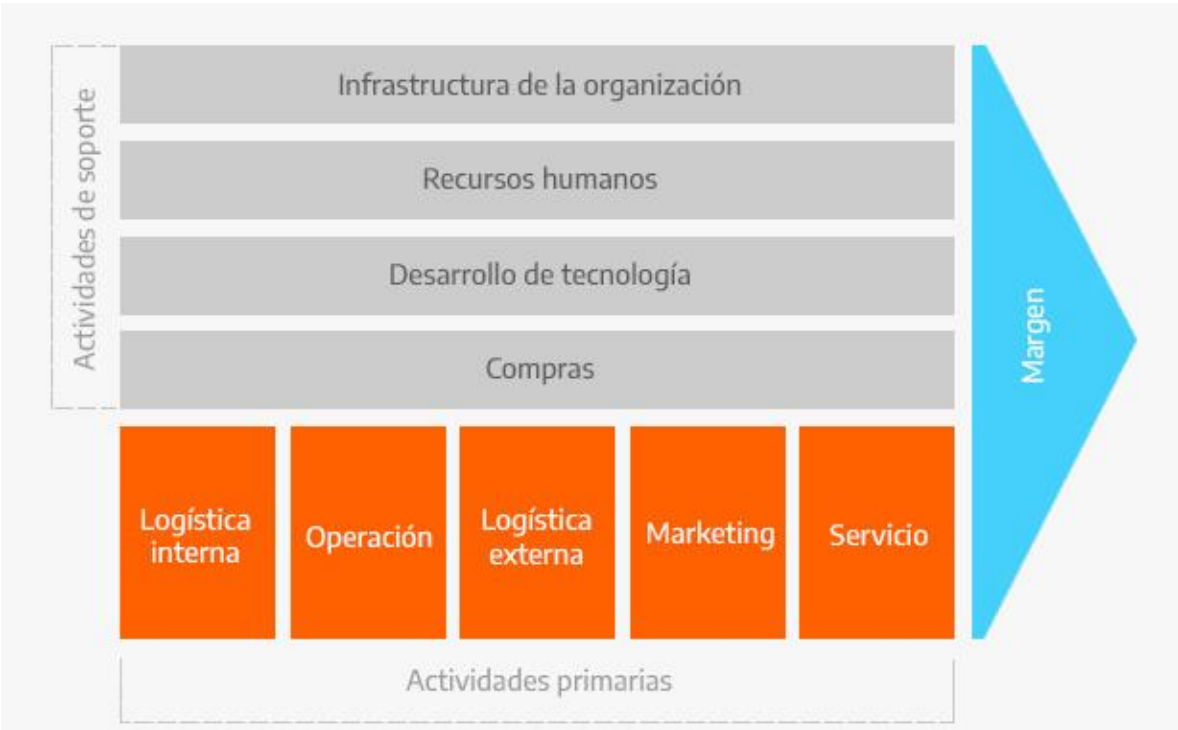 Actividades de soporte
Infrastructura de la organización
Recursos humanos
Desarrollo de tecnología
Compras
Logística
interna
Operación
Logística
externa
Marketing
Servicio
Margen
Actividades primarias